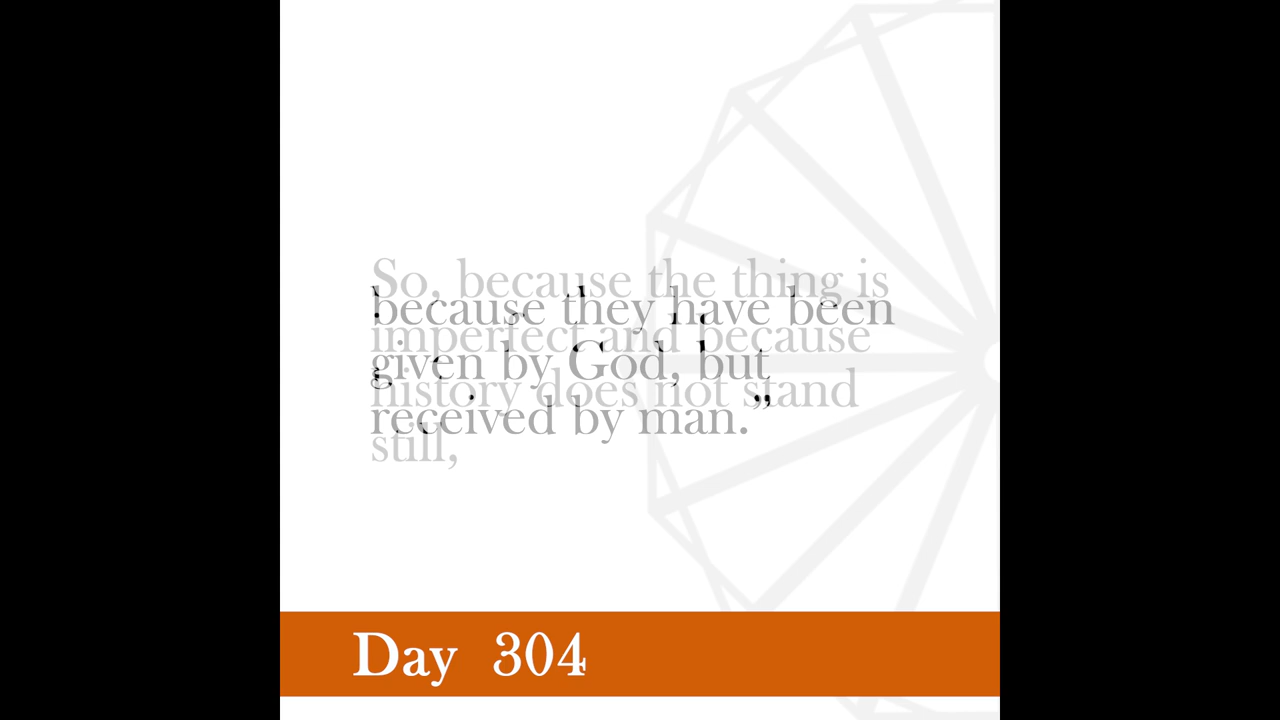 So, because the thing is
because they have been
imperfect and because
given by God, but
history does not stand
received by man.”
still,
Day 304